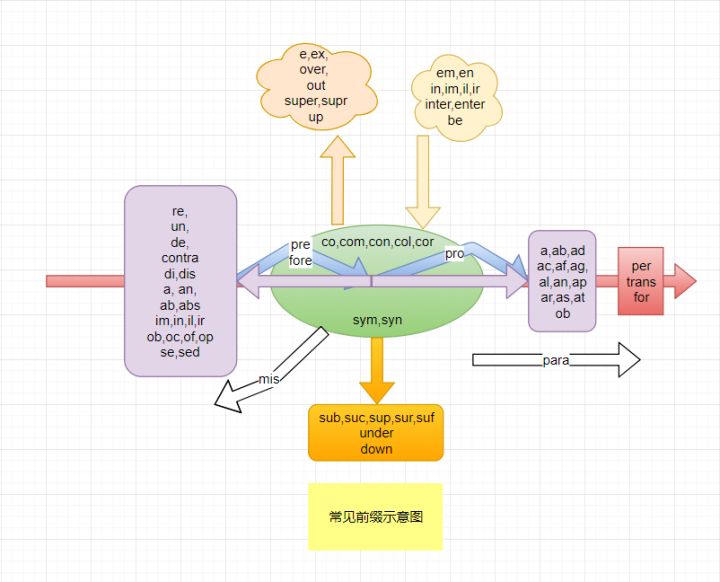 e,ex,
over,
out
super,supr
up
em,en
in,im,il,ir
inter,enter
be
re,
un,
de,
contra
di,dis
a, an,
ab,abs
im,in,il,ir
ob,oc,of,op
se,sed
pre
fore
co,com,con,col,cor
pro
sym,syn
a,ab,ad
ac,af,ag,
al,an,ap
ar,as,at
ob
per
trans
for
mis
para
sub,suc,sup,sur,suf
under
down
常见前缀示意图